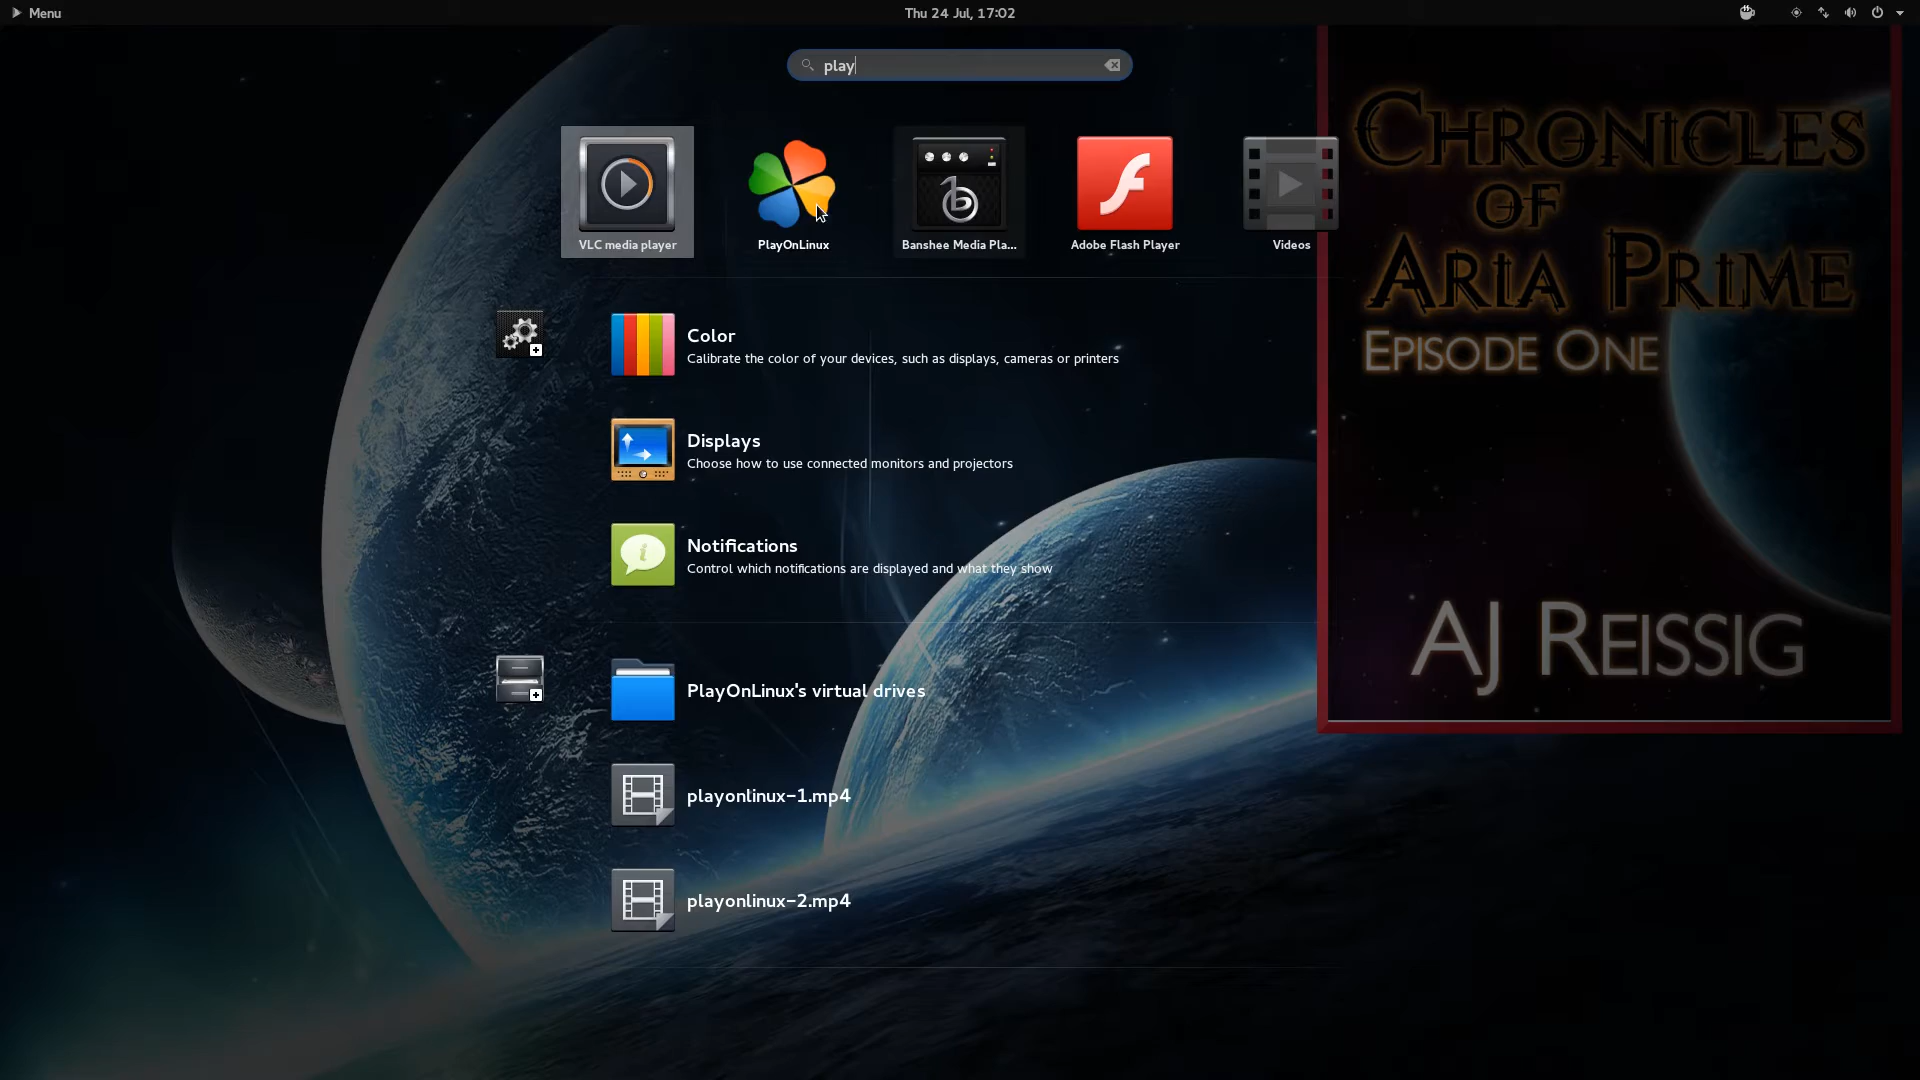 Menu
Thu 24 Jul, 17:02
play
VLC media player
PlayOnLinux
Banshee Media Pla...
Adobe Flash Player
Videos
Color
Calibrate the color of your devices, such as displays, cameras or printers
Displays
Choose how to use connected monitors and projectors
Notifications
Control which notifications are displayed and what they show
PlayOnLinux's virtual drives
playonlinux-1.mp4
playonlinux-2.mp4
CHRONICLES
OF
ARIA PRIME
EPISODE ONE
AJ REISSIG